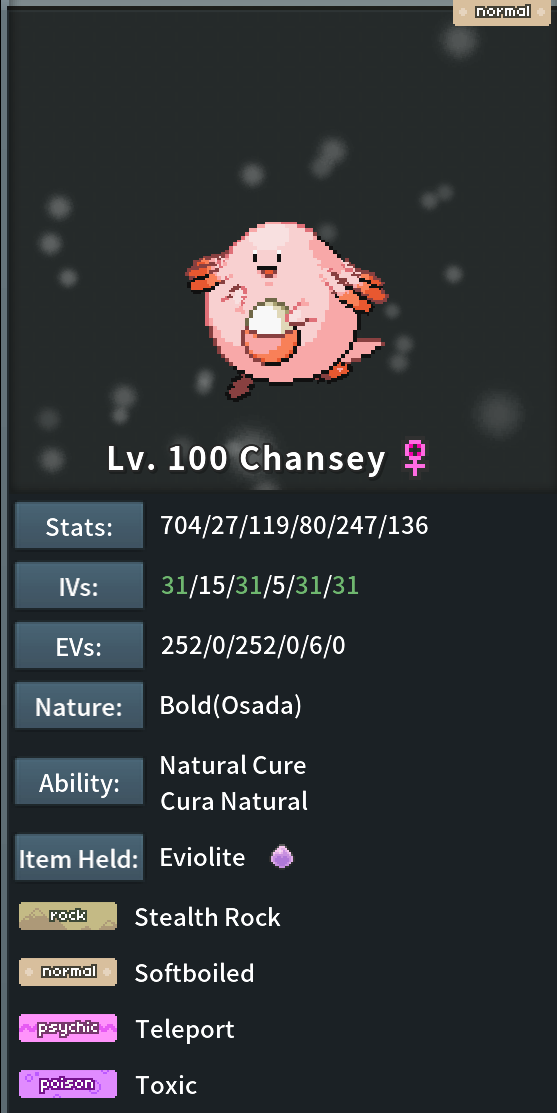 normal
Lv. 100 Chansey ♀
Stats: 704/27/119/80/247/136
IVs: 31/15/31/5/31/31
EVs: 252/0/252/0/6/0
Nature: Bold(Osada)
Ability: Natural Cure
Cura Natural
Item Held: Eviolite
rock Stealth Rock
normal Softboiled
psychic Teleport
poison Toxic